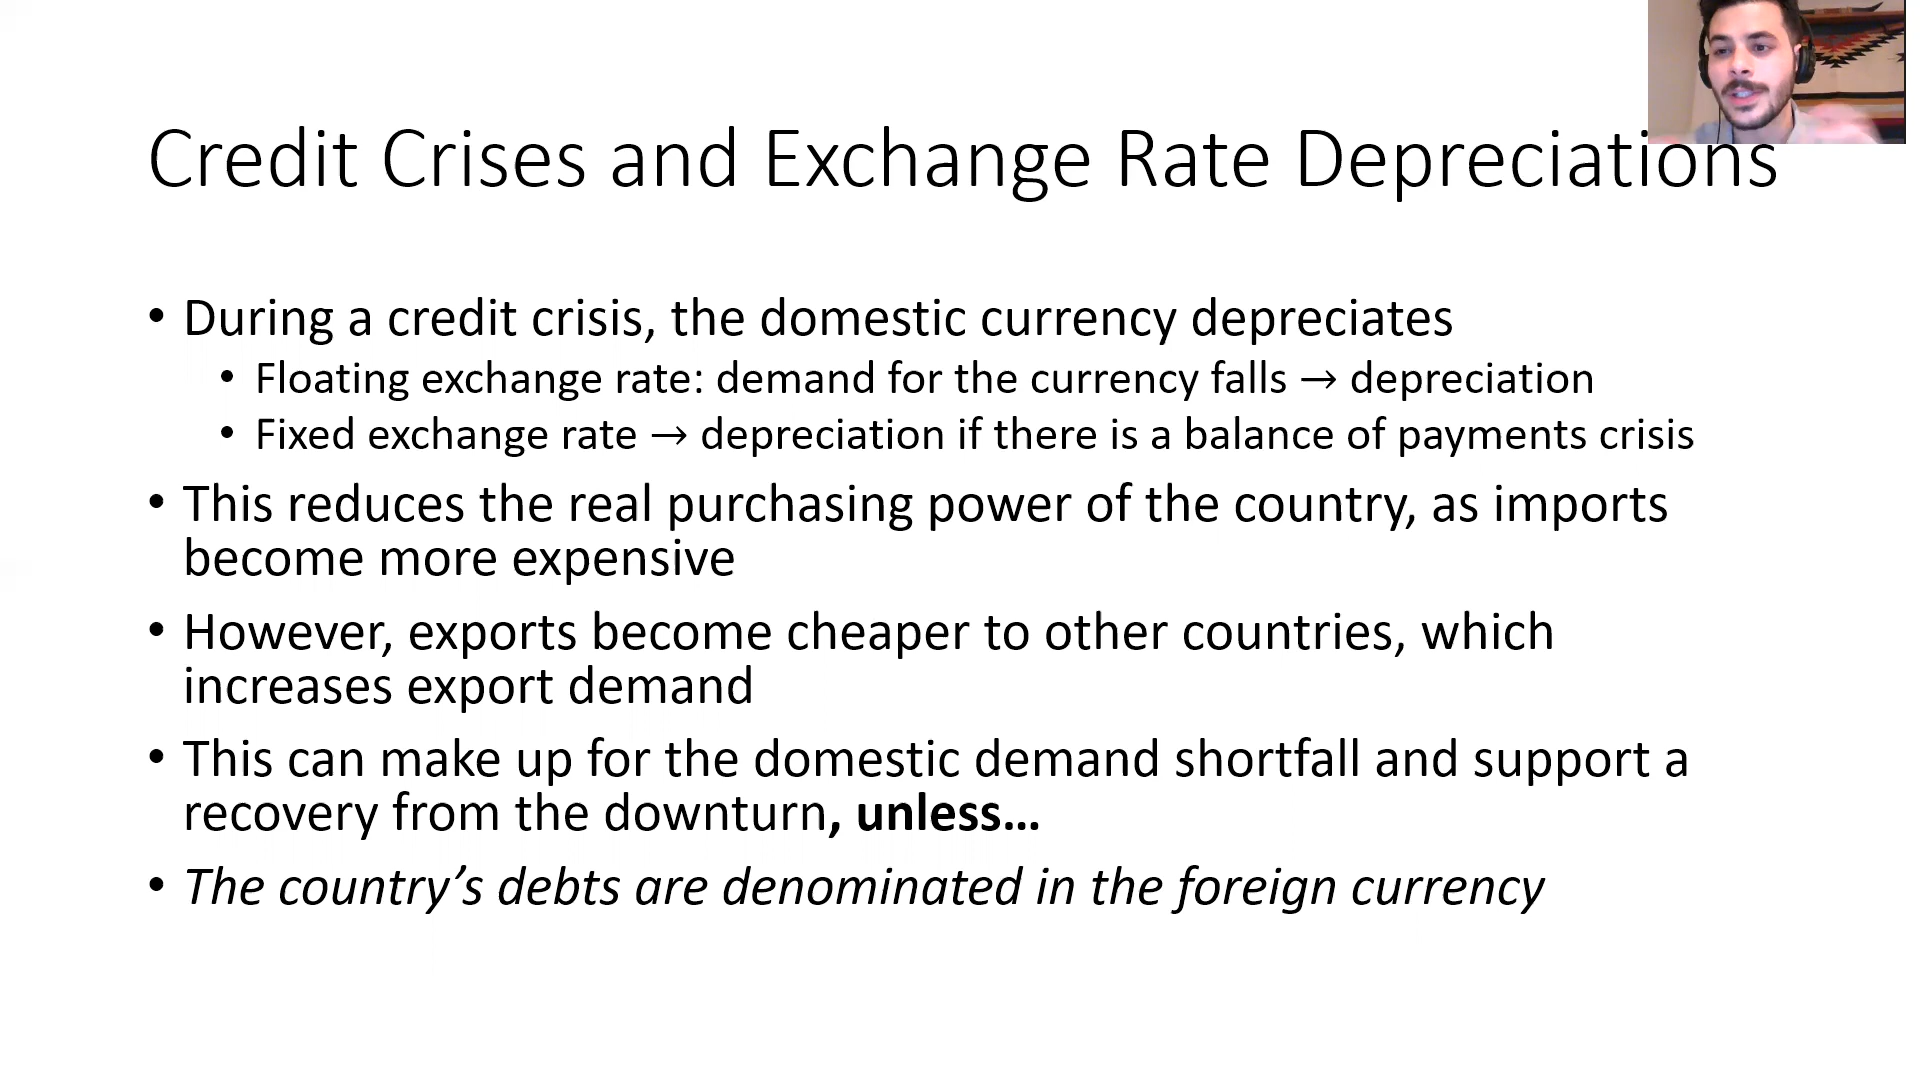 Credit Crises and Exchange Rate Depreciations
• During a credit crisis, the domestic currency depreciates
• Floating exchange rate: demand for the currency falls → depreciation
• Fixed exchange rate → depreciation if there is a balance of payments crisis
• This reduces the real purchasing power of the country, as imports
become more expensive
• However, exports become cheaper to other countries, which
increases export demand
• This can make up for the domestic demand shortfall and support a
recovery from the downturn, unless…
• The country’s debts are denominated in the foreign currency